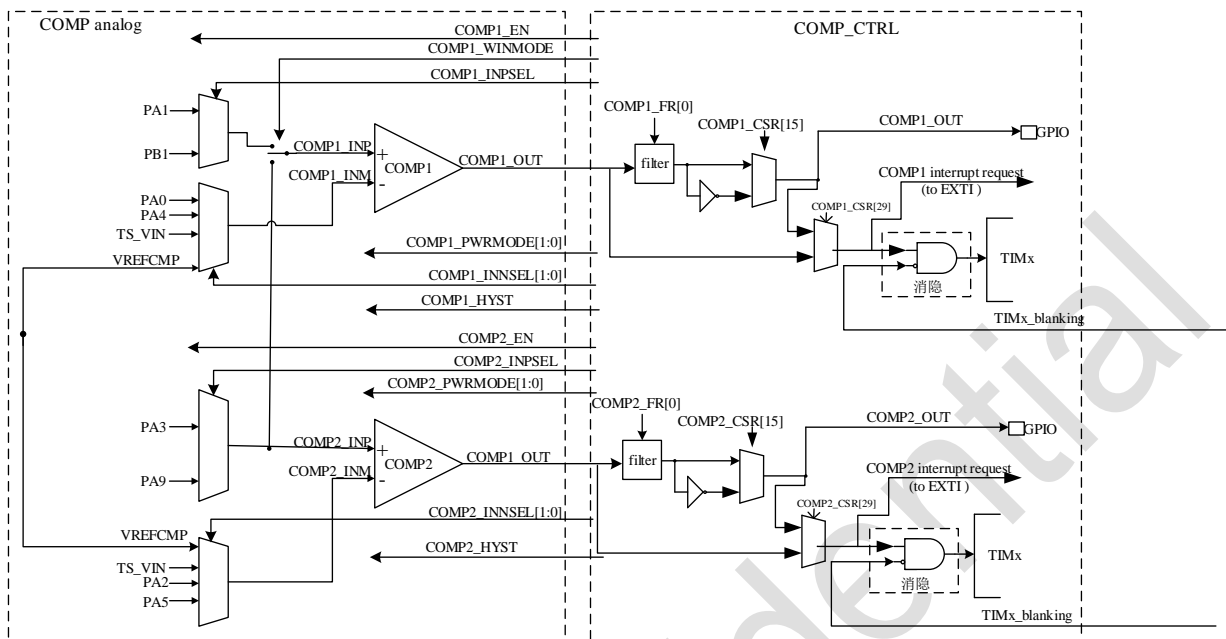 COMP analog
COMP1_EN
COMP_CTRL
COMP1_WINMODE
COMP1_INPSEL
PA1
PB1
COMP1_INP
COMP1_INM
+
-
COMP1
COMP1_OUT
COMP1_FR[0]
filter
COMP1_CSR[15]
COMP1_OUT
GPIO
COMP1 interrupt request
(to EXTI )
COMP1_CSR[29]
TIMx
消隐
TIMx_blanking
PA0
PA4
TS_VIN
VREFCMP
COMP1_PWRMODE[1:0]
COMP1_INNSEL[1:0]
COMP1_HYST
COMP2_EN
COMP2_INPSEL
COMP2_PWRMODE[1:0]
PA3
PA9
COMP2_INP
COMP2_INM
+
-
COMP2
COMP1_OUT
COMP2_FR[0]
filter
COMP2_CSR[15]
COMP2_OUT
GPIO
COMP2 interrupt request
(to EXTI )
COMP2_CSR[29]
TIMx
消隐
TIMx_blanking
COMP2_INNSEL[1:0]
COMP2_HYST
VREFCMP
TS_VIN
PA2
PA5
dential